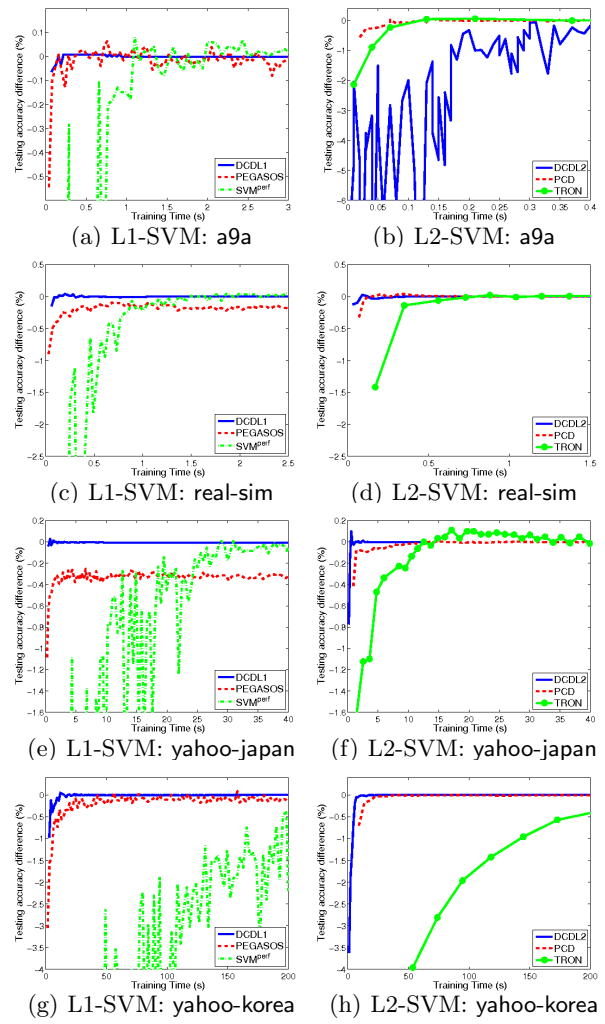 Testing accuracy difference (%)
0.1
0
−0.1
−0.2
−0.3
−0.4
−0.5
0
0.5
1
1.5
2
2.5
3
Training Time (s)
DCDL1
PEGASOS
SVMperf
(a) L1-SVM: a9a
Testing accuracy difference (%)
0
−1
−2
−3
−4
−5
−6
0
0.05
0.1
0.15
0.2
0.25
0.3
0.35
0.4
Training Time (s)
DCDL2
PCD
TRON
(b) L2-SVM: a9a
Testing accuracy difference (%)
0.5
0
−0.5
−1
−1.5
−2
−2.5
0
0.5
1
1.5
2
2.5
Training Time (s)
DCDL1
PEGASOS
SVMperf
(c) L1-SVM: real-sim
Testing accuracy difference (%)
0.5
0
−0.5
−1
−1.5
−2
−2.5
0
0.5
1
1.5
Training Time (s)
DCDL2
PCD
TRON
(d) L2-SVM: real-sim
Testing accuracy difference (%)
0.2
0
−0.2
−0.4
−0.6
−0.8
−1
−1.2
−1.4
−1.6
0
5
10
15
20
25
30
35
40
Training Time (s)
DCDL1
PEGASOS
SVMperf
(e) L1-SVM: yahoo-japan
Testing accuracy difference (%)
0.2
0
−0.2
−0.4
−0.6
−0.8
−1
−1.2
−1.4
−1.6
0
5
10
15
20
25
30
35
40
Training Time (s)
DCDL2
PCD
TRON
(f) L2-SVM: yahoo-japan
Testing accuracy difference (%)
0.5
0
−0.5
−1
−1.5
−2
−2.5
−3
−3.5
−4
0
50
100
150
200
Training Time (s)
DCDL1
PEGASOS
SVMperf
(g) L1-SVM: yahoo-korea
Testing accuracy difference (%)
0.5
0
−0.5
−1
−1.5
−2
−2.5
−3
−3.5
−4
0
50
100
150
200
Training Time (s)
DCDL2
PCD
TRON
(h) L2-SVM: yahoo-korea